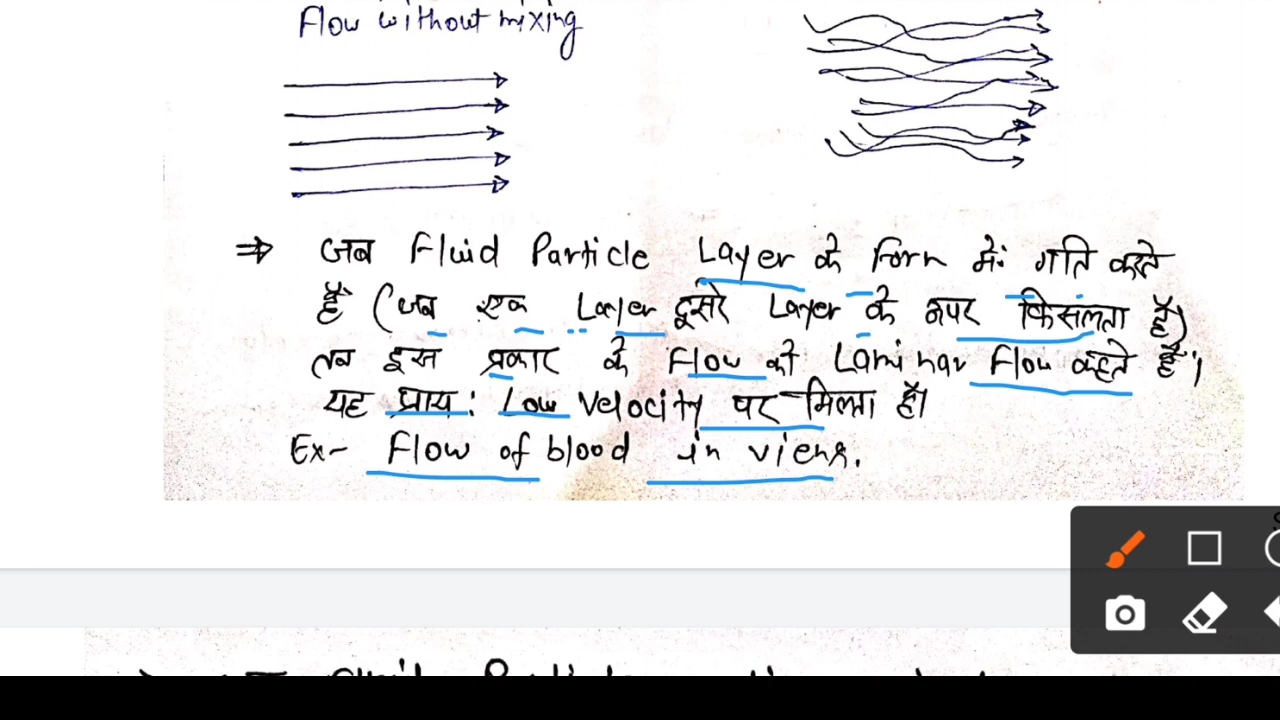 Flow without mixing
⇒ जब Fluid Particle Layer के Form में गति करते
हैं (जब एक Layer दूसरे Layer के ऊपर किसलता है)
तब इस प्रकार के Flow को Laminar Flow कहते हैं।
यह प्राय: Low velocity पर मिलता है।
Ex- Flow of blood in viens.